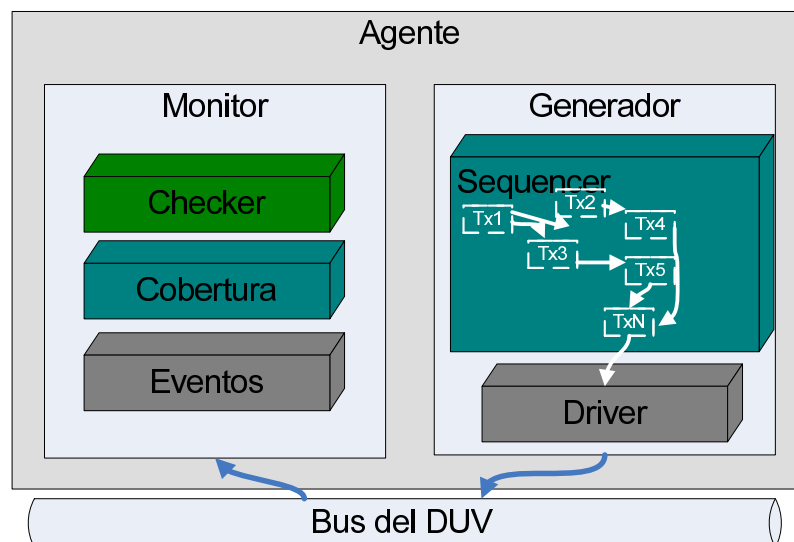 Agente
Monitor
Checker
Cobertura
Eventos
Generador
Sequencer
Tx1
Tx2
Tx4
Tx3
Tx5
TxN
Driver
Bus del DUV